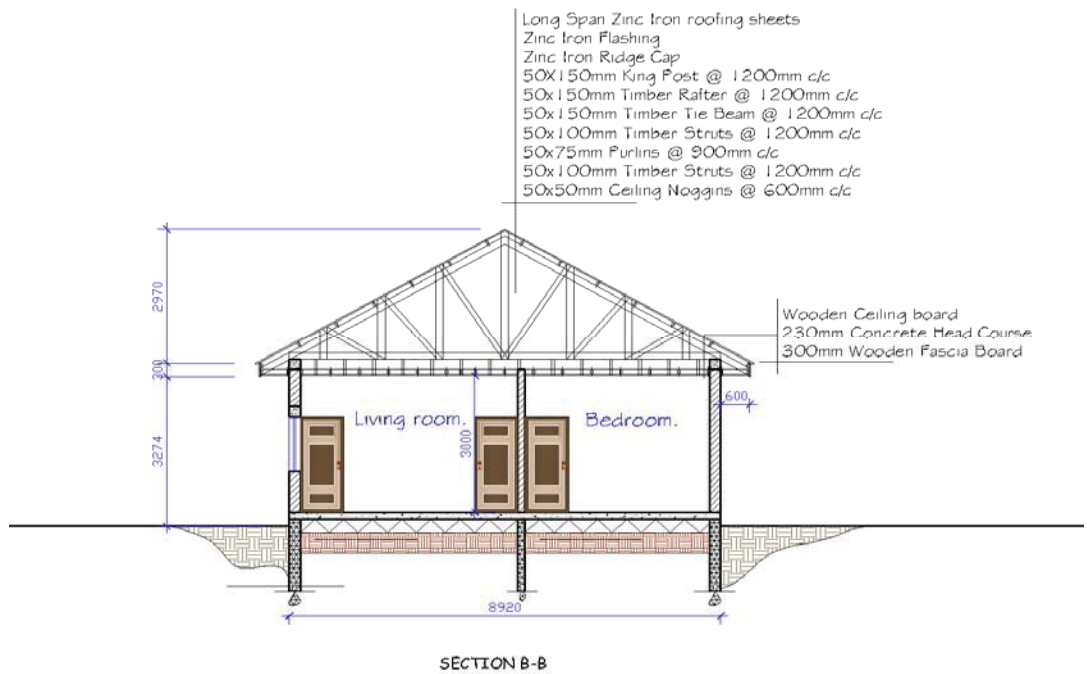 Long Span Zinc Iron roofing sheets
Zinc Iron Flashing
Zinc Iron Ridge Cap
50X150mm King Post @ 1200mm c/c
50x150mm Timber Rafter @ 1200mm c/c
50x150mm Timber Tie Beam @ 1200mm c/c
50x100mm Timber Struts @ 1200mm c/c
50x75mm Purlins @ 900mm c/c
50x100mm Timber Struts @ 1200mm c/c
50x50mm Ceiling Noggins @ 600mm c/c
2970
Wooden Ceiling board
230mm Concrete Head Course
300mm Wooden Fascia Board
300
600
Living room.
Bedroom.
3000
3274
8920
SECTION B-B